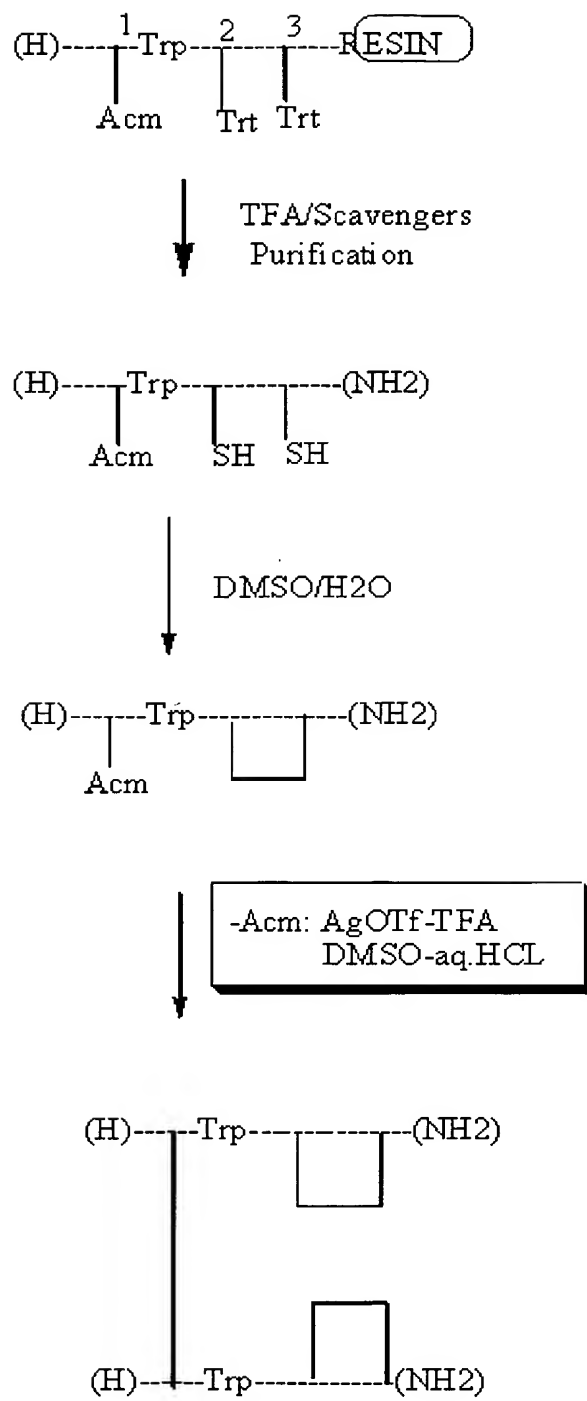 1 2 3
(H)------Trp-------------RESIN
Acm Trt Trt
TFA/Scavengers
Purification
(H)------Trp----------------(NH2)
Acm SH SH
DMSO/H2O
(H)------Trp---------------(NH2)
Acm
-Acm: AgOTf-TFA
DMSO-aq.HCL
(H)------Trp----------------(NH2)
(H)------Trp---------------(NH2)